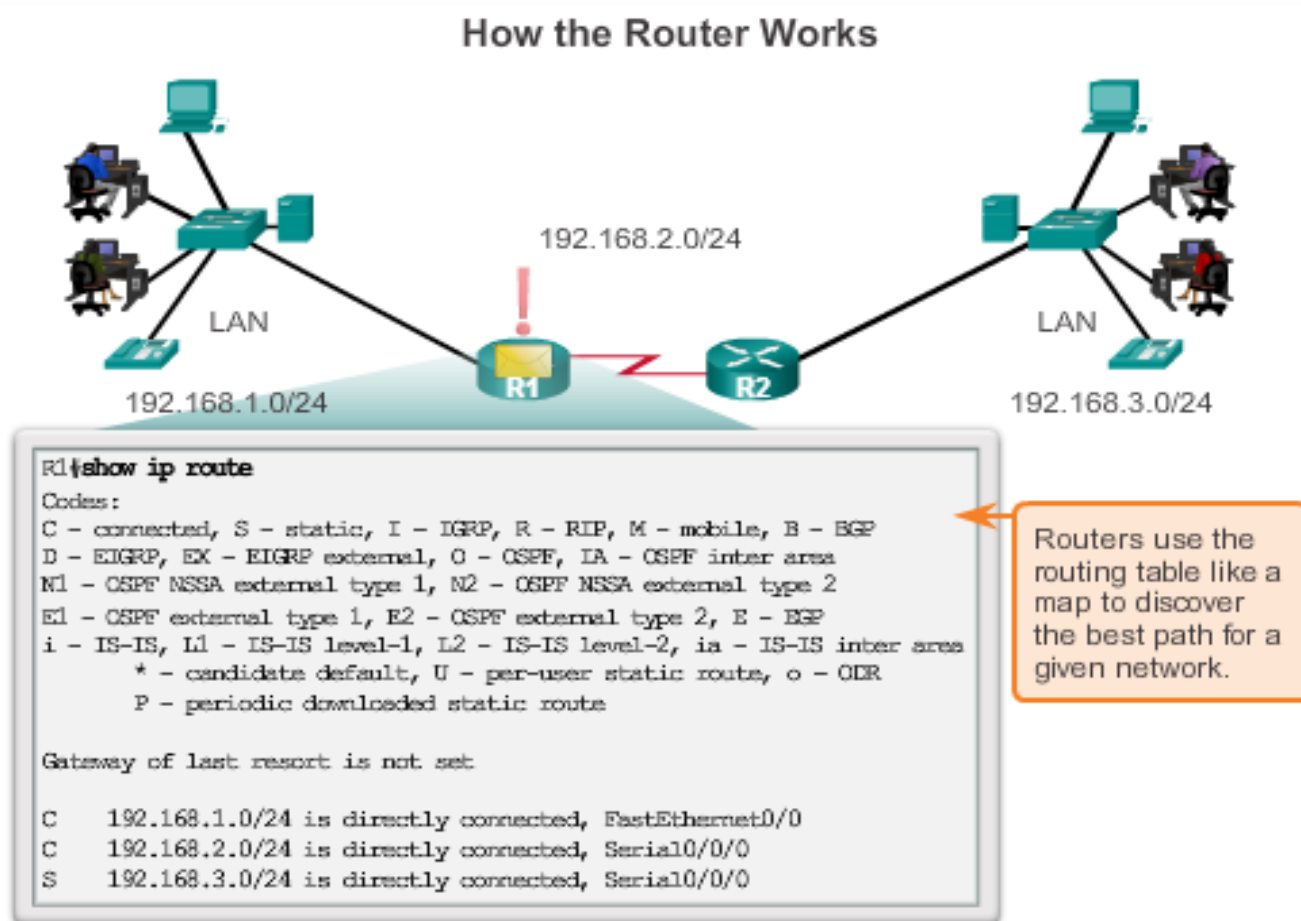 How the Router Works
192.168.2.0/24
LAN
LAN
R1
R2
192.168.1.0/24
192.168.3.0/24
R1#show ip route
Codes:
C - connected, S - static, I - IGRP, R - RIP, M - mobile, B - BGP
D - EIGRP, EX - EIGRP external, O - OSPF, IA - OSPF inter area
N1 - OSPF NSSA external type 1, N2 - OSPF NSSA external type 2
E1 - OSPF external type 1, E2 - OSPF external type 2, E - EGP
i - IS-IS, L1 - IS-IS level-1, L2 - IS-IS level-2, ia - IS-IS inter area
* - candidate default, U - per-user static route, o - ODR
P - periodic downloaded static route
Gateway of last resort is not set
C 192.168.1.0/24 is directly connected, FastEthernet0/0
C 192.168.2.0/24 is directly connected, Serial0/0/0
S 192.168.3.0/24 is directly connected, Serial0/0/0
Routers use the
routing table like a
map to discover
the best path for a
given network.